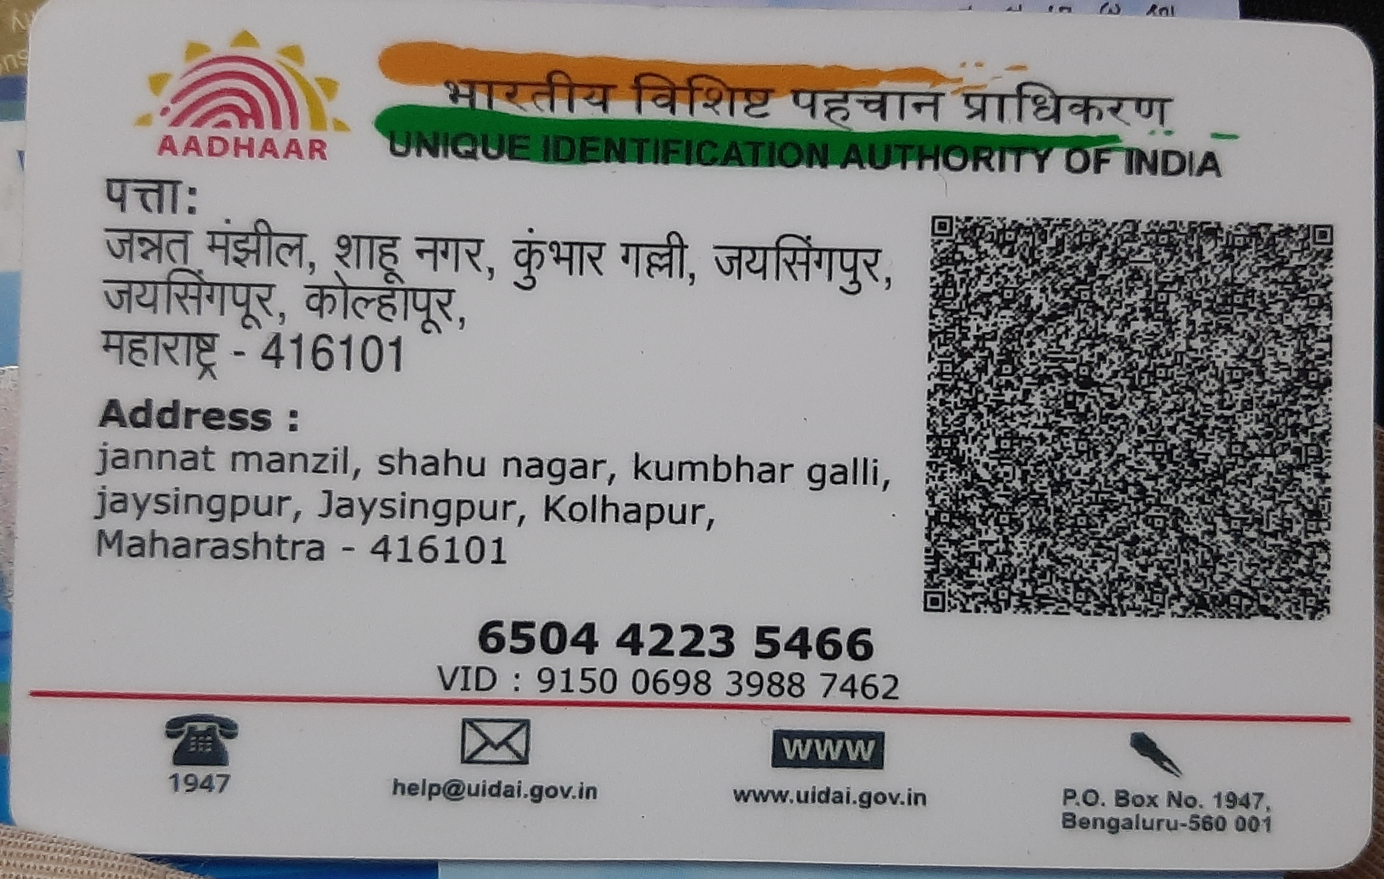 AADHAAR
भारतीय विशिष्ट पहचान प्राधिकरण
UNIQUE IDENTIFICATION AUTHORITY OF INDIA
पत्ता:
जन्नत मंझील, शाहू नगर, कुंभार गल्ली, जयसिंगपुर,
जयसिंगपूर, कोल्हापूर,
महाराष्ट्र - 416101
Address :
jannat manzil, shahu nagar, kumbhar galli,
jaysingpur, Jaysingpur, Kolhapur,
Maharashtra - 416101
6504 4223 5466
VID : 9150 0698 3988 7462
1947
help@uidai.gov.in
www
www.uidai.gov.in
P.O. Box No. 1947,
Bengaluru-560 001